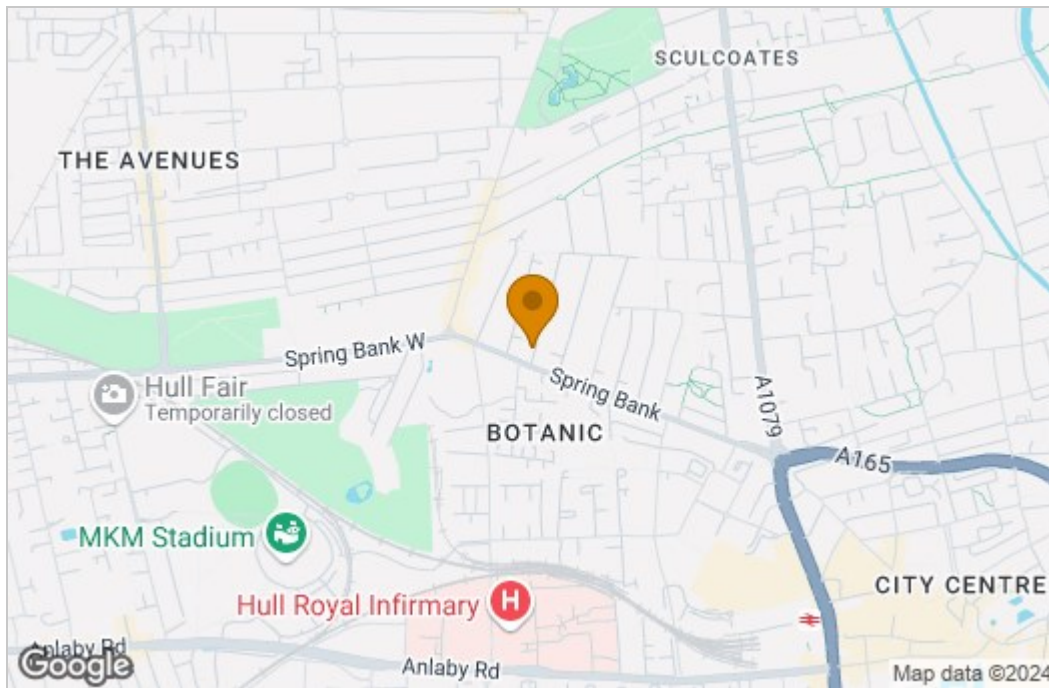 SCULCOATES
THE AVENUES
Spring Bank W
Hull Fair
Temporarily closed
Spring Bank
A1079
BOTANIC
A165
MKM Stadium
CITY CENTRE
Hull Royal Infirmary
Anlaby Rd
Google
Anlaby Rd
Map data ©2024